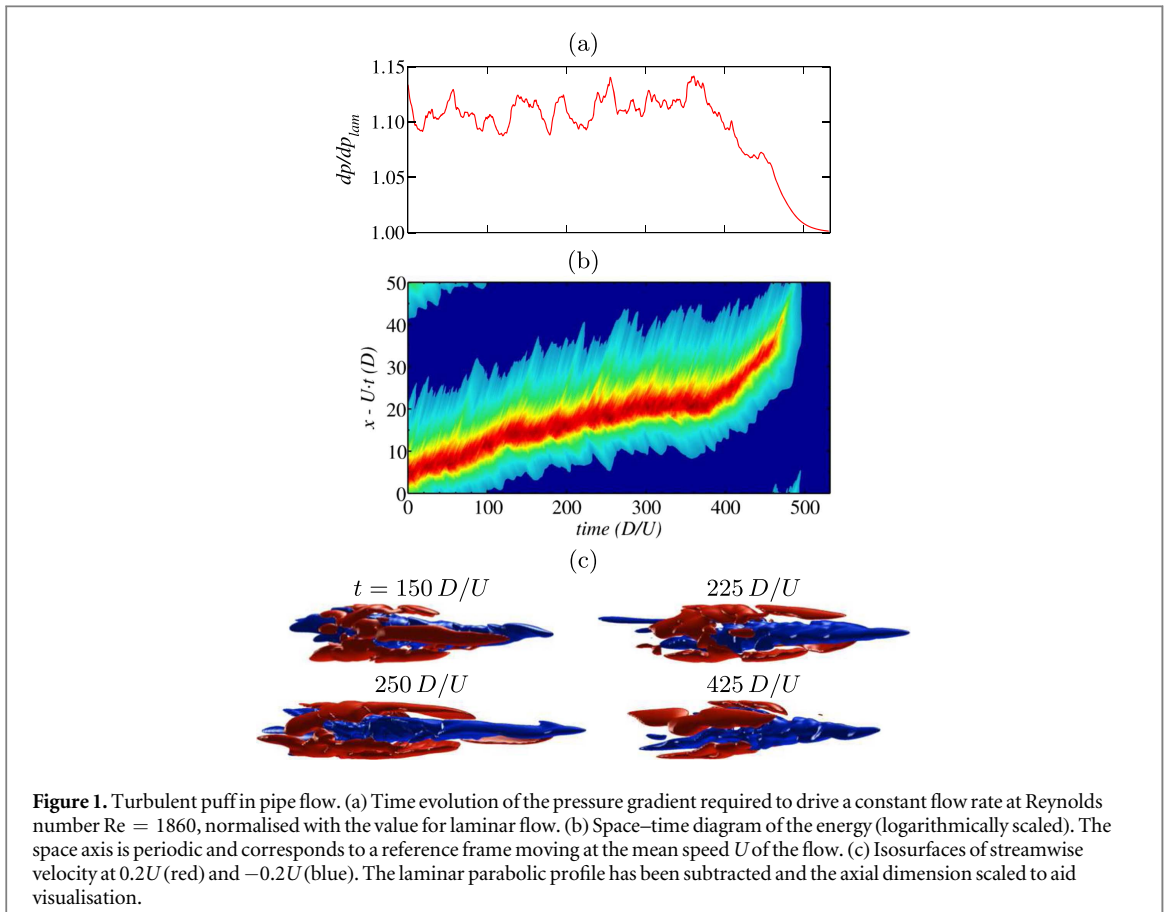 (a)
1.15
1.10
1.05
1.00
dp/dp_lam
(b)
50
40
30
20
10
0
x - U·t (D)
0 100 200 300 400 500
time (D/U)
(c)
t = 150 D/U 225 D/U
250 D/U 425 D/U
Figure 1. Turbulent puff in pipe flow. (a) Time evolution of the pressure gradient required to drive a constant flow rate at Reynolds
number Re = 1860, normalised with the value for laminar flow. (b) Space–time diagram of the energy (logarithmically scaled). The
space axis is periodic and corresponds to a reference frame moving at the mean speed U of the flow. (c) Isosurfaces of streamwise
velocity at 0.2U (red) and −0.2U (blue). The laminar parabolic profile has been subtracted and the axial dimension scaled to aid
visualisation.